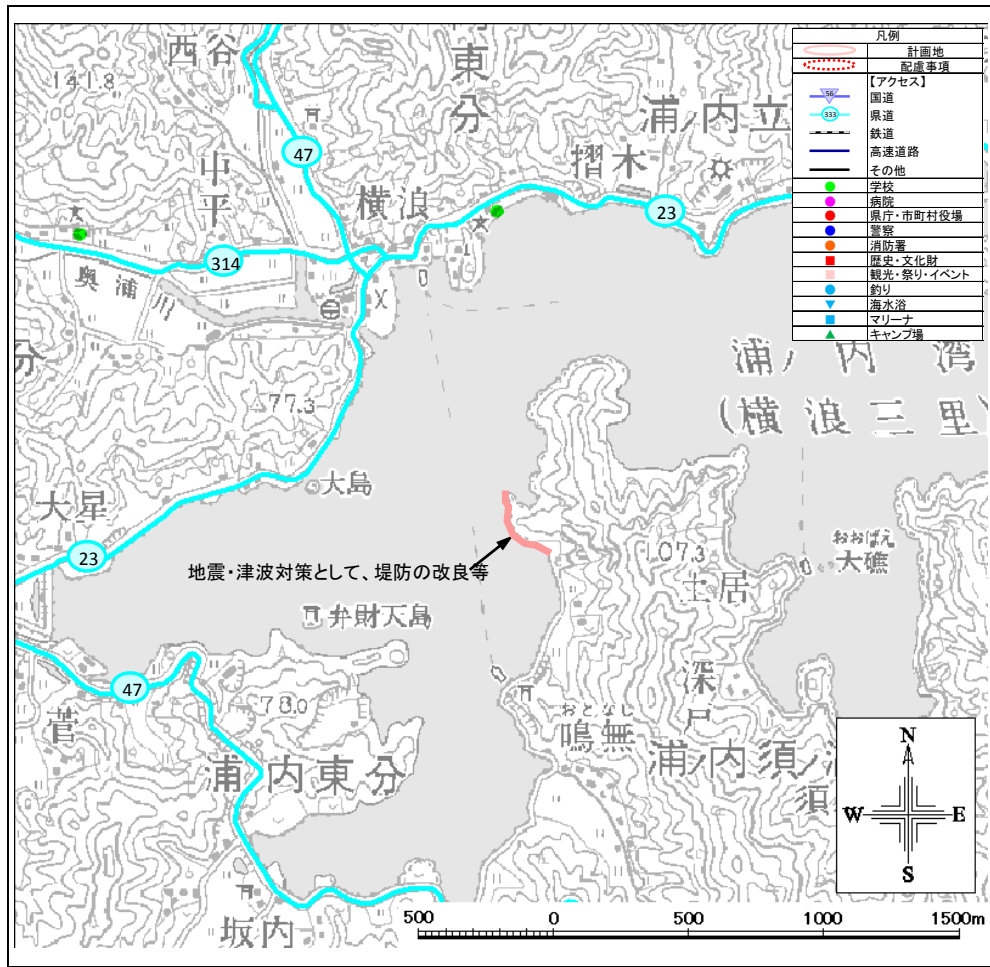 西谷
141.8
東分
浦ノ内立
摺木
中平
47
横浪
23
314
奥浦川
分
77.3
大島
大星
23
浦ノ内湾
(横浪三里)
おおばえ
大礁
107.3
土居
地震・津波対策として、堤防の改良等
弁財天島
深戸
47
菅
78.0
おとなし
鳴無
浦内東分
浦ノ内須ノ
須
坂内
凡例
計画地
配慮事項
【アクセス】
56
国道
333
県道
鉄道
高速道路
その他
学校
病院
県庁・市町村役場
警察
消防署
歴史・文化財
観光・祭り・イベント
釣り
海水浴
マリーナ
キャンプ場
N
W E
S
500 0 500 1000 1500m